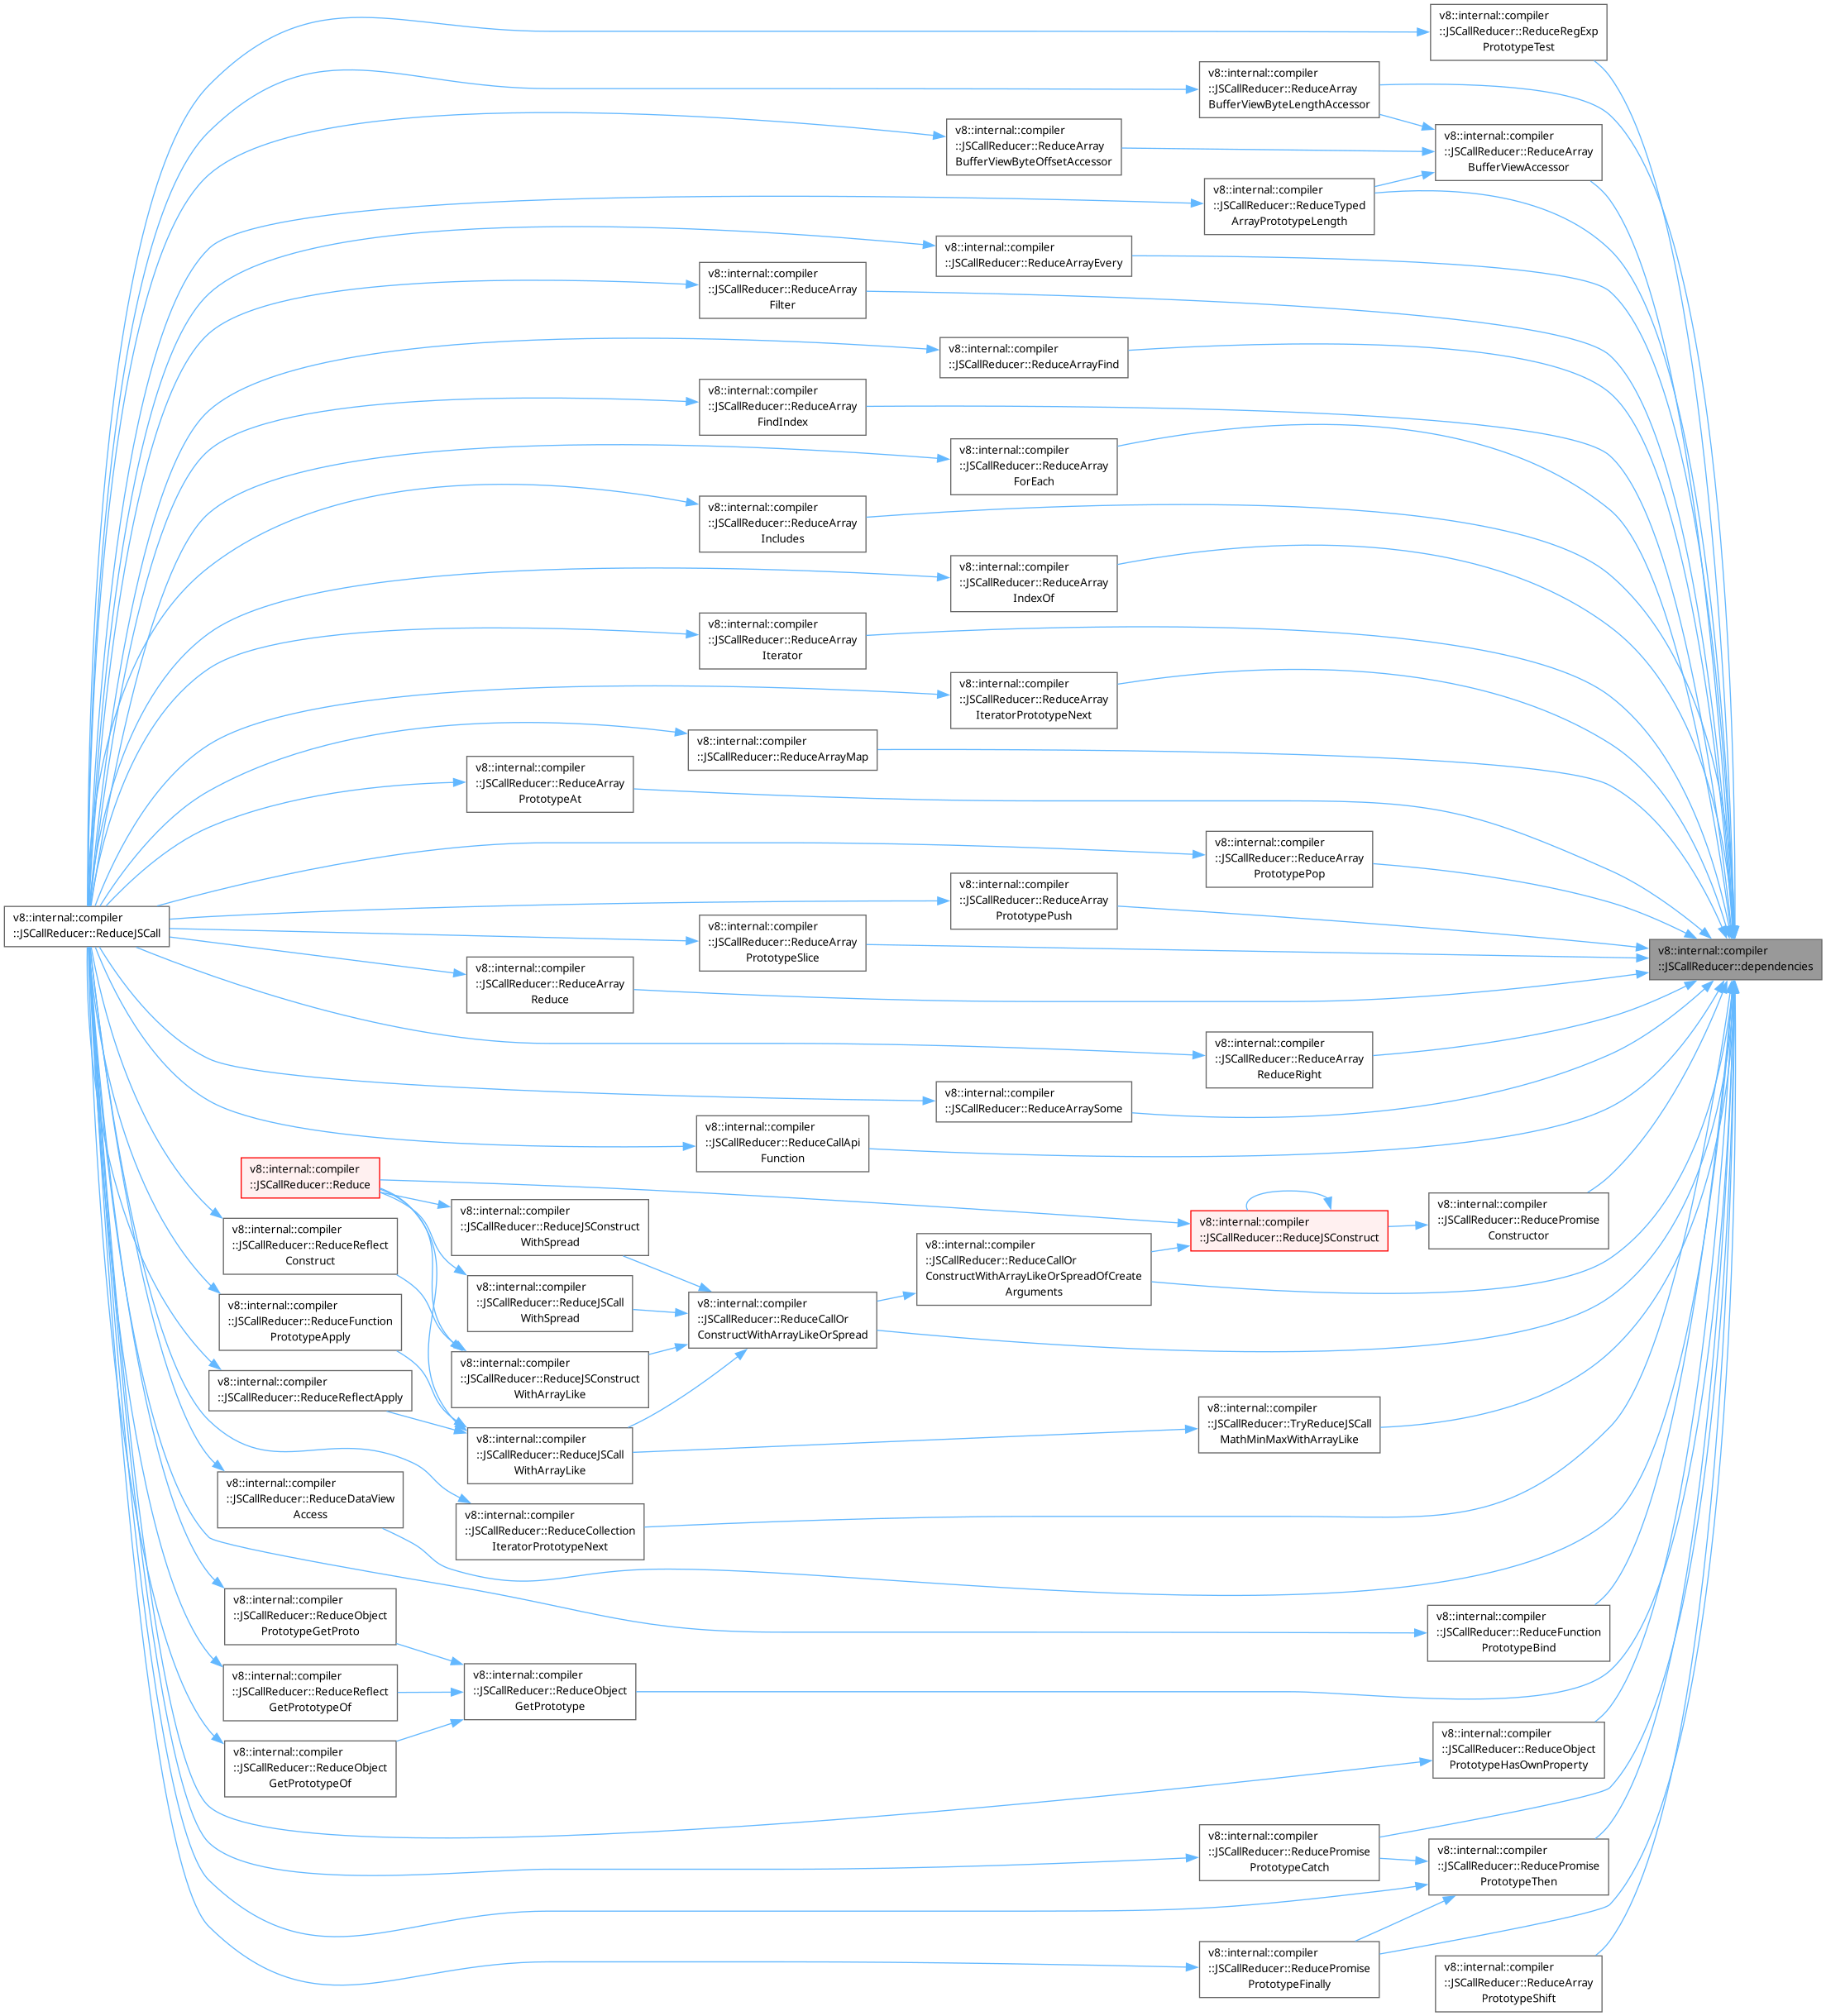 v8::internal::compiler
::JSCallReducer::ReduceRegExp
PrototypeTest
v8::internal::compiler
::JSCallReducer::ReduceArray
BufferViewByteLengthAccessor
v8::internal::compiler
::JSCallReducer::ReduceArray
BufferViewByteOffsetAccessor
v8::internal::compiler
::JSCallReducer::ReduceArray
BufferViewAccessor
v8::internal::compiler
::JSCallReducer::ReduceTyped
ArrayPrototypeLength
v8::internal::compiler
::JSCallReducer::ReduceArrayEvery
v8::internal::compiler
::JSCallReducer::ReduceArray
Filter
v8::internal::compiler
::JSCallReducer::ReduceArrayFind
v8::internal::compiler
::JSCallReducer::ReduceArray
FindIndex
v8::internal::compiler
::JSCallReducer::ReduceArray
ForEach
v8::internal::compiler
::JSCallReducer::ReduceArray
Includes
v8::internal::compiler
::JSCallReducer::ReduceArray
IndexOf
v8::internal::compiler
::JSCallReducer::ReduceArray
Iterator
v8::internal::compiler
::JSCallReducer::ReduceArray
IteratorPrototypeNext
v8::internal::compiler
::JSCallReducer::ReduceArrayMap
v8::internal::compiler
::JSCallReducer::ReduceArray
PrototypeAt
v8::internal::compiler
::JSCallReducer::ReduceArray
PrototypePop
v8::internal::compiler
::JSCallReducer::ReduceArray
PrototypePush
v8::internal::compiler
::JSCallReducer::ReduceJSCall
v8::internal::compiler
::JSCallReducer::ReduceArray
PrototypeSlice
v8::internal::compiler
::JSCallReducer::dependencies
v8::internal::compiler
::JSCallReducer::ReduceArray
Reduce
v8::internal::compiler
::JSCallReducer::ReduceArray
ReduceRight
v8::internal::compiler
::JSCallReducer::ReduceArraySome
v8::internal::compiler
::JSCallReducer::ReduceCallApi
Function
v8::internal::compiler
::JSCallReducer::Reduce
v8::internal::compiler
::JSCallReducer::ReduceJSConstruct
WithSpread
v8::internal::compiler
::JSCallReducer::ReduceJSConstruct
v8::internal::compiler
::JSCallReducer::ReducePromise
Constructor
v8::internal::compiler
::JSCallReducer::ReduceReflect
Construct
v8::internal::compiler
::JSCallReducer::ReduceCallOr
ConstructWithArrayLikeOrSpreadOfCreate
Arguments
v8::internal::compiler
::JSCallReducer::ReduceJSCall
WithSpread
v8::internal::compiler
::JSCallReducer::ReduceCallOr
ConstructWithArrayLikeOrSpread
v8::internal::compiler
::JSCallReducer::ReduceFunction
PrototypeApply
v8::internal::compiler
::JSCallReducer::ReduceJSConstruct
WithArrayLike
v8::internal::compiler
::JSCallReducer::ReduceReflectApply
v8::internal::compiler
::JSCallReducer::TryReduceJSCall
MathMinMaxWithArrayLike
v8::internal::compiler
::JSCallReducer::ReduceJSCall
WithArrayLike
v8::internal::compiler
::JSCallReducer::ReduceDataView
Access
v8::internal::compiler
::JSCallReducer::ReduceCollection
IteratorPrototypeNext
v8::internal::compiler
::JSCallReducer::ReduceObject
PrototypeGetProto
v8::internal::compiler
::JSCallReducer::ReduceFunction
PrototypeBind
v8::internal::compiler
::JSCallReducer::ReduceReflect
GetPrototypeOf
v8::internal::compiler
::JSCallReducer::ReduceObject
GetPrototype
v8::internal::compiler
::JSCallReducer::ReduceObject
GetPrototypeOf
v8::internal::compiler
::JSCallReducer::ReduceObject
PrototypeHasOwnProperty
v8::internal::compiler
::JSCallReducer::ReducePromise
PrototypeCatch
v8::internal::compiler
::JSCallReducer::ReducePromise
PrototypeThen
v8::internal::compiler
::JSCallReducer::ReducePromise
PrototypeFinally
v8::internal::compiler
::JSCallReducer::ReduceArray
PrototypeShift